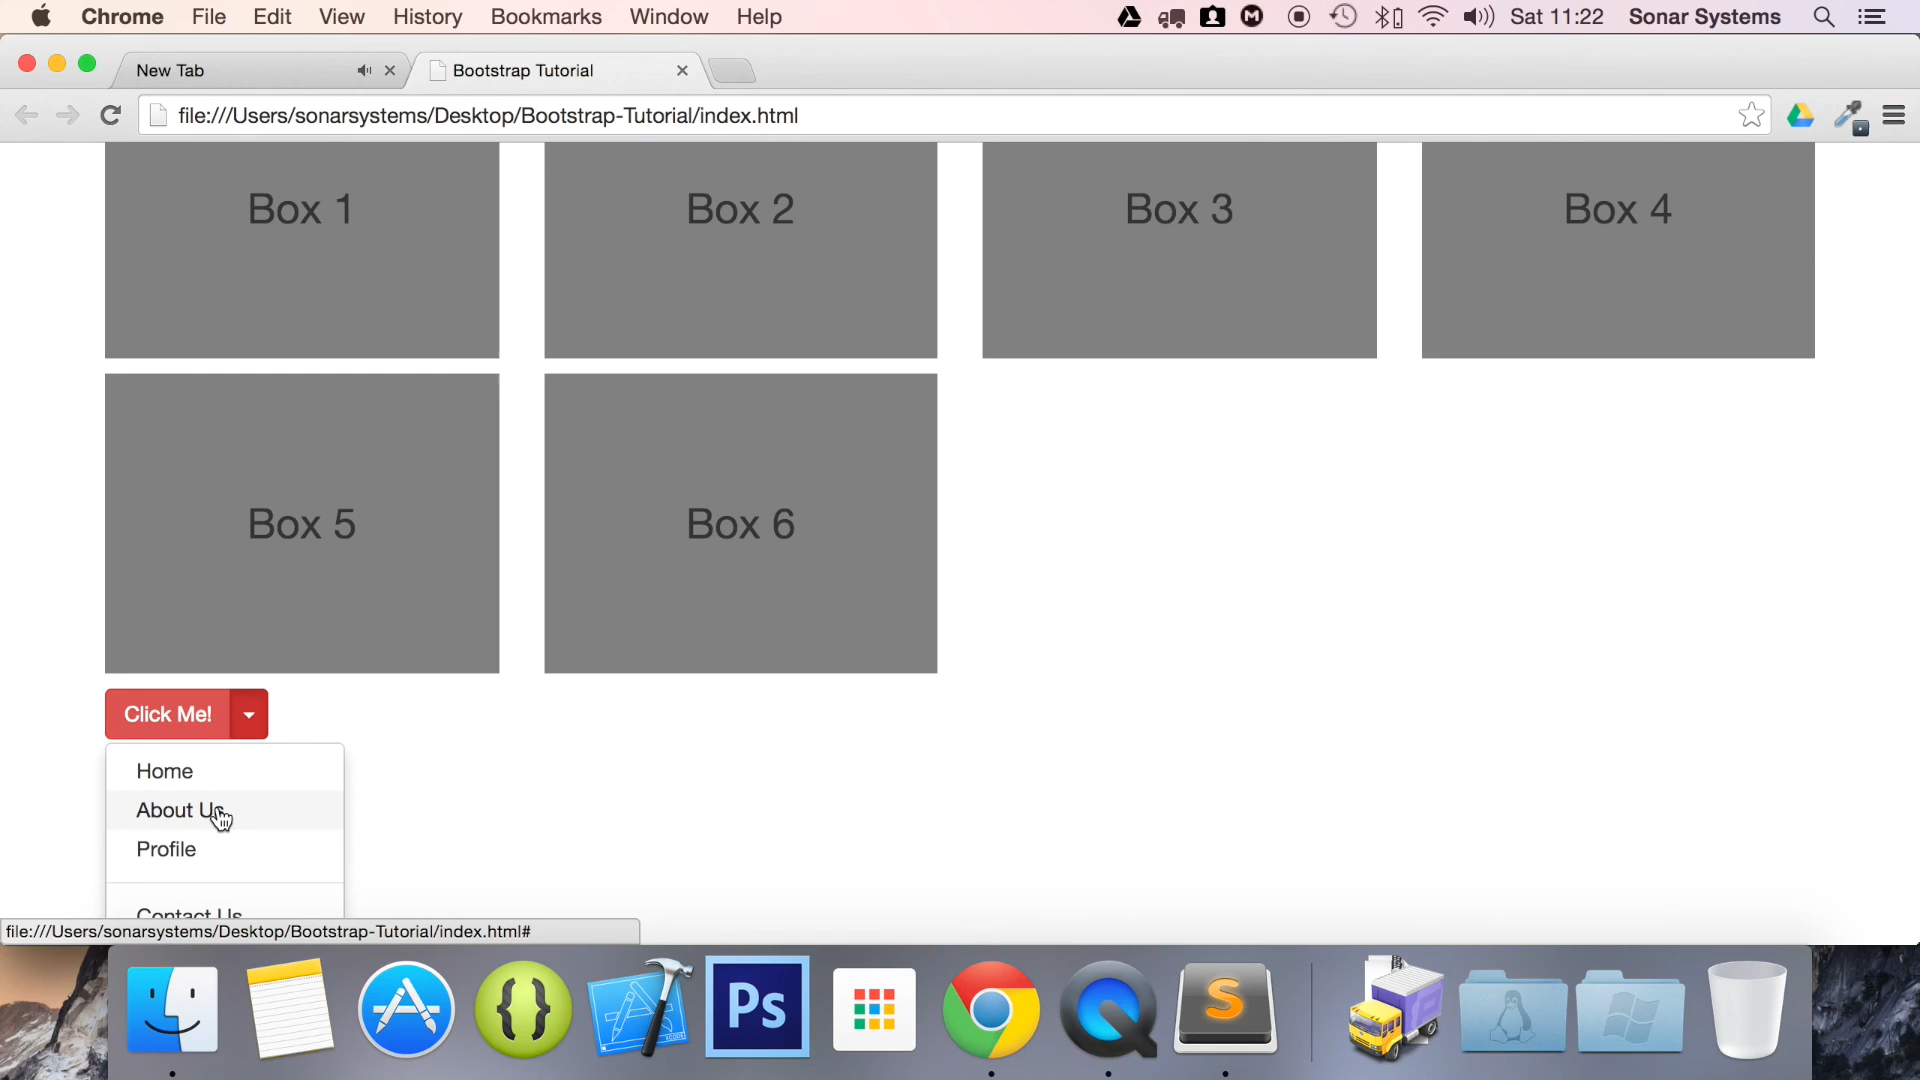 Chrome File Edit View History Bookmarks Window Help Sat 11:22 Sonar Systems
New Tab Bootstrap Tutorial
file:///Users/sonarsystems/Desktop/Bootstrap-Tutorial/index.html
Box 1 Box 2 Box 3 Box 4
Box 5 Box 6
Click Me!
Home
About Us
Profile
Contact Us
file:///Users/sonarsystems/Desktop/Bootstrap-Tutorial/index.html#
Ps
S